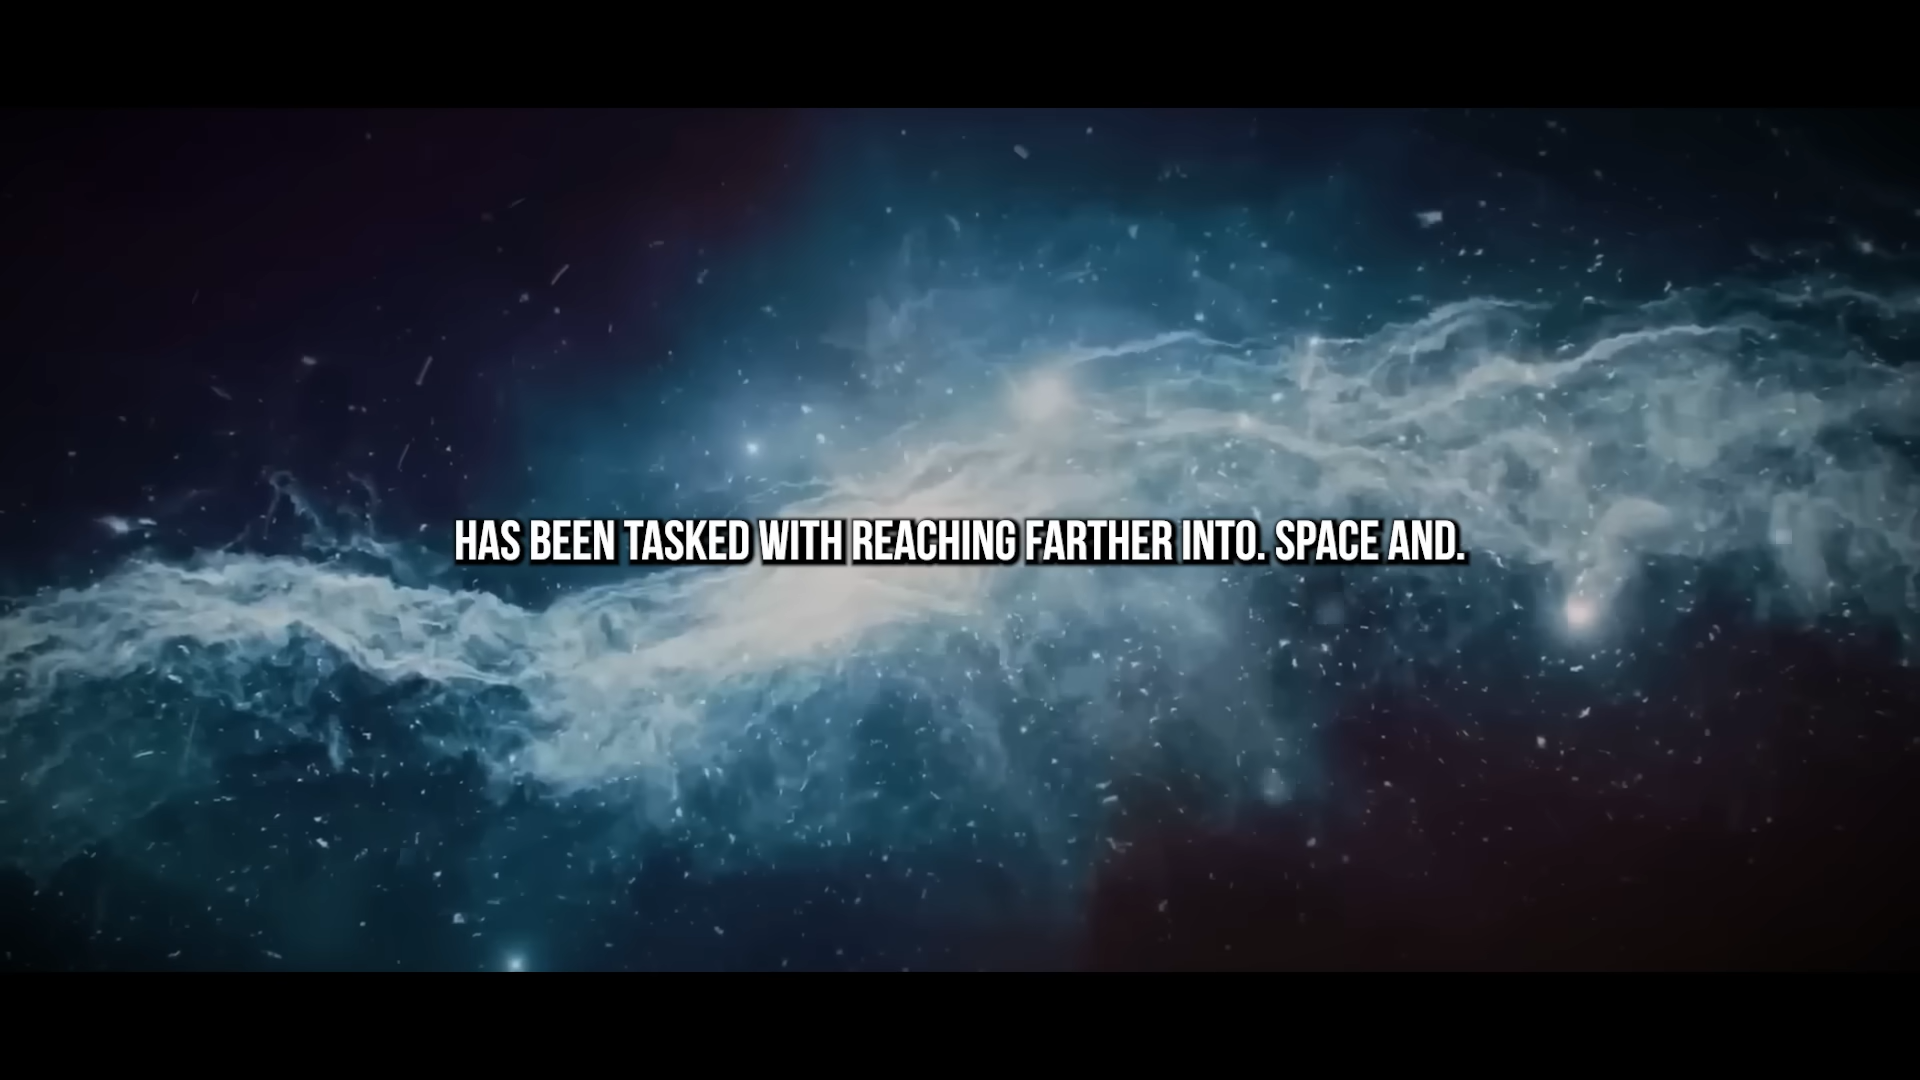 HAS BEEN TASKED WITH REACHING FARTHER INTO. SPACE AND.